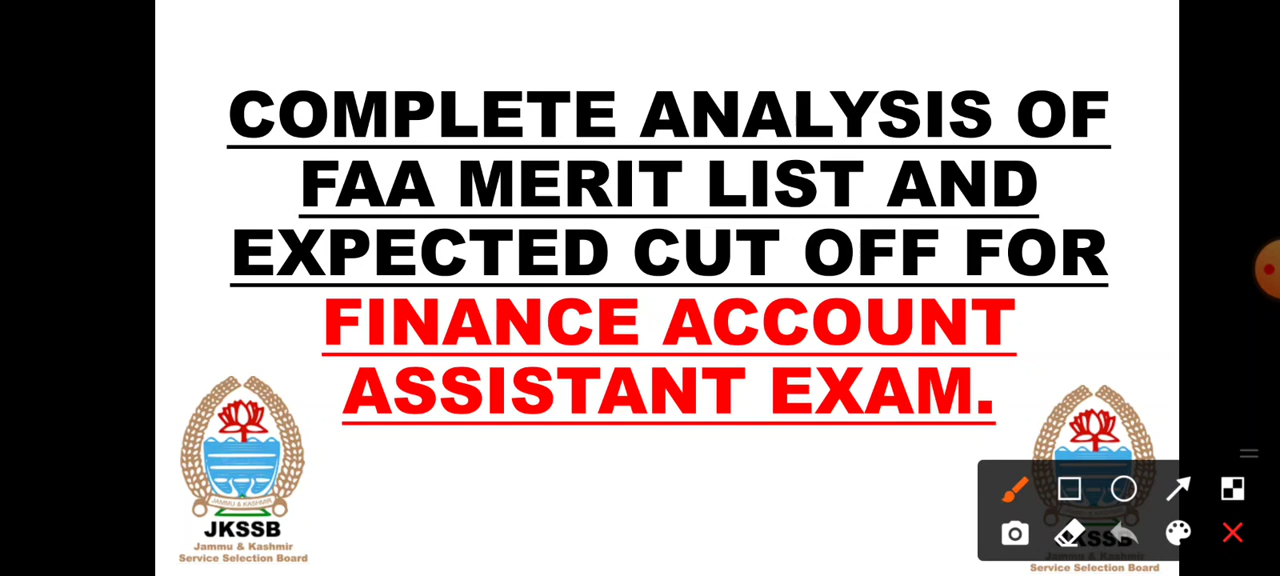 COMPLETE ANALYSIS OF
FAA MERIT LIST AND
EXPECTED CUT OFF FOR
FINANCE ACCOUNT
ASSISTANT EXAM.
JAMMU & KASHMIR
JKSSB
Jammu & Kashmir
Service Selection Board
JKSSB
Jammu & Kashmir
Service Selection Board